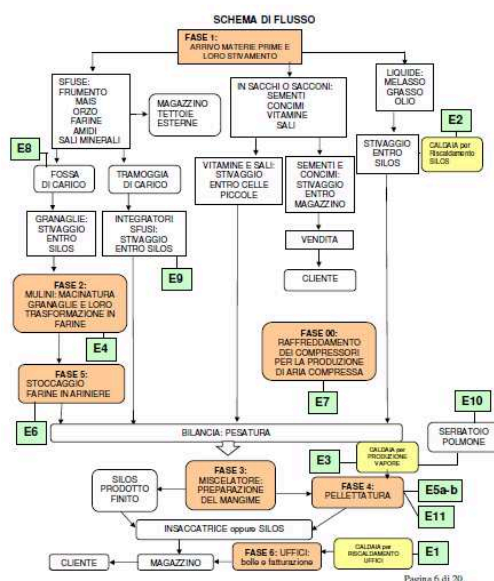 SCHEMA DI FLUSSO
FASE 1:
ARRIVO MATERIE PRIME E
LORO STIVAMENTO
SFUSE:
FRUMENTO
MAIS
ORZO
FARINE
AMIDI
SALI MINERALI
MAGAZZINO
TETTOIE
ESTERNE
IN SACCHI O SACCONI:
SEMENTI
CONCIMI
VITAMINE
SALI
LIQUIDE:
MELASSO
GRASSO
OLIO
E2
E8
STIVAGGIO
ENTRO
SILOS
CALDAIA per
Riscaldamento
SILOS
FOSSA
DI CARICO
TRAMOGGIA
DI CARICO
VITAMINE E SALI:
STIVAGGIO
ENTRO CELLE
PICCOLE
SEMENTI E
CONCIMI:
STIVAGGIO
ENTRO
MAGAZZINO
GRANAGLIE:
STIVAGGIO
ENTRO
SILOS
INTEGRATORI
SFUSI:
STIVAGGIO
ENTRO SILOS
VENDITA
E9
CLIENTE
FASE 2:
MULINI: MACINATURA
GRANAGLIE E LORO
TRASFORMAZIONE IN
FARINE
E4
FASE 00:
RAFFREDDAMENTO
DEI COMPRESSORI
PER LA PRODUZIONE
DI ARIA COMPRESSA
FASE 5:
STOCCAGGIO
FARINE IN ARINIERE
E7
E10
E6
BILANCIA: PESATURA
SERBATOIO
POLMONE
E3
CALDAIA per
PRODUZIONE
VAPORE
SILOS
PRODOTTO
FINITO
FASE 3:
MISCELATORE:
PREPARAZIONE
DEL MANGIME
FASE 4:
PELLETTATURA
E5a-b
E11
INSACCATRICE oppure SILOS
FASE 6: UFFICI:
bolle e fatturazione
CALDAIA per
RISCALDAMENTO
UFFICI
E1
CLIENTE
MAGAZZINO
Pagina 6 di 20